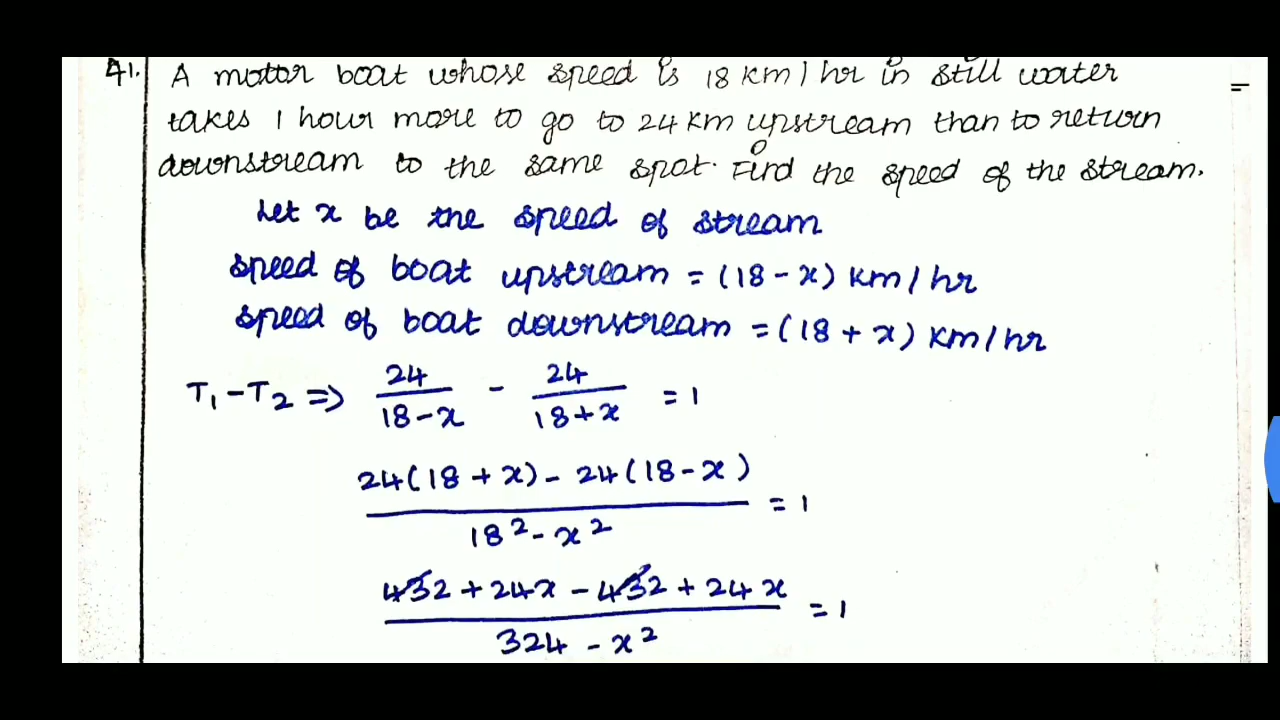 41. A motor boat whose speed is 18 km/hr in still water
takes 1 hour more to go to 24 km upstream than to return
downstream to the same spot. Find the speed of the stream.
Let x be the speed of stream
speed of boat upstream = (18 - x) km/hr
speed of boat downstream = (18 + x) km/hr
T₁ - T₂ => 24/(18-x) - 24/(18+x) = 1
24(18 + x) - 24(18 - x) / 18² - x² = 1
432 + 24x - 432 + 24x / 324 - x² = 1